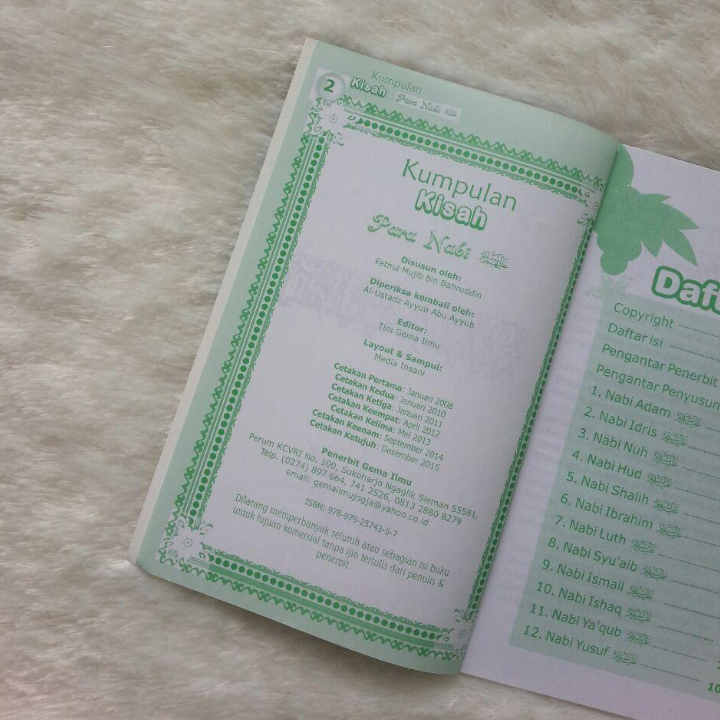 2
Kumpulan
Kisah Para Nabi
Kumpulan
Kisah
Para Nabi
Disusun oleh:
Fathul Mujib bin Bahruddin
Diperiksa kembali oleh:
Al-Ustadz Ayyub Abu Ayyub
Editor:
Tim Gema Ilmu
Layout & Sampul:
Media Insani
Cetakan Pertama: Januari 2008
Cetakan Kedua: Januari 2010
Cetakan Ketiga: Januari 2011
Cetakan Keempat: April 2012
Cetakan Kelima: Mei 2013
Cetakan Keenam: September 2014
Cetakan Ketujuh: Desember 2015
Penerbit Gema Ilmu
Perum KCVRI No. 100, Sukoharjo Ngaglik Sleman 55581,
Telp. (0274) 897 664, 741 2526, 0813 2880 8279
email: gemailmujogja@yahoo.co.id
ISBN: 978-979-25743-5-7
Dilarang memperbanyak seluruh atau sebagian isi buku
untuk tujuan komersial tanpa ijin tertulis dari penulis &
penerbit.
Daft
Copyright
Daftar isi
Pengantar Penerbit
Pengantar Penyusun
1. Nabi Adam
2. Nabi Idris
3. Nabi Nuh
4. Nabi Hud
5. Nabi Shalih
6. Nabi Ibrahim
7. Nabi Luth
8. Nabi Syu'aib
9. Nabi Ismail
10. Nabi Ishaq
11. Nabi Ya'qub
12. Nabi Yusuf